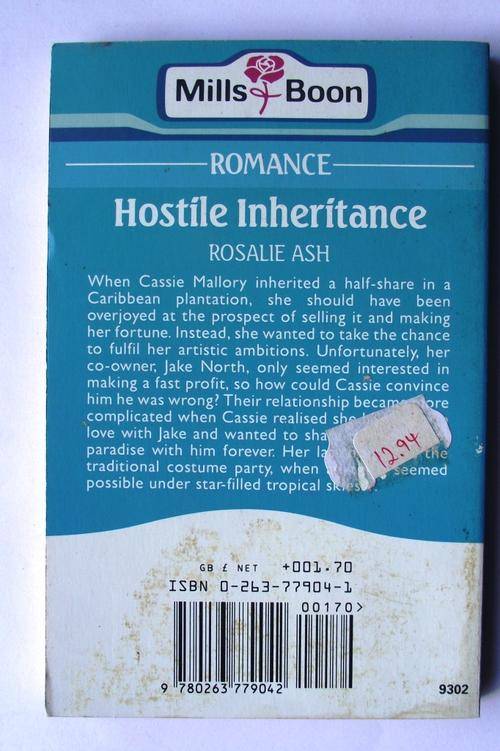 Mills & Boon
ROMANCE
Hostile Inheritance
ROSALIE ASH
When Cassie Mallory inherited a half-share in a
Caribbean plantation, she should have been
overjoyed at the prospect of selling it and making
her fortune. Instead, she wanted to take the chance
to fulfil her artistic ambitions. Unfortunately, her
co-owner, Jake North, only seemed interested in
making a fast profit, so how could Cassie convince
him he was wrong? Their relationship became
complicated when Cassie realised she
love with Jake and wanted to
paradise with him forever. Her the
traditional costume party, when seemed
possible under star-filled tropical
12.94
GB £ NET +001.70
ISBN 0-263-77904-1
00170>
9 780263 779042
9302